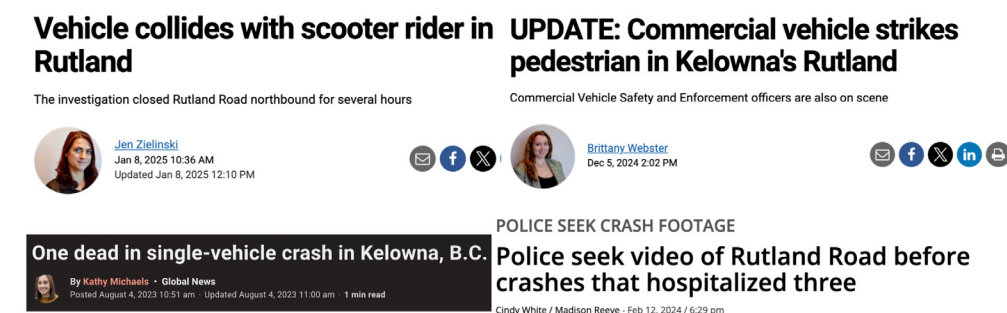 Vehicle collides with scooter rider in
Rutland
The investigation closed Rutland Road northbound for several hours
Jen Zielinski
Jan 8, 2025 10:36 AM
Updated Jan 8, 2025 12:10 PM
UPDATE: Commercial vehicle strikes
pedestrian in Kelowna's Rutland
Commercial Vehicle Safety and Enforcement officers are also on scene
Brittany Webster
Dec 5, 2024 2:02 PM
One dead in single-vehicle crash in Kelowna, B.C.
By Kathy Michaels • Global News
Posted August 4, 2023 10:51 am · Updated August 4, 2023 11:00 am · 1 min read
POLICE SEEK CRASH FOOTAGE
Police seek video of Rutland Road before
crashes that hospitalized three
Cindy White / Madison Reeve - Feb 12, 2024 / 6:29 pm